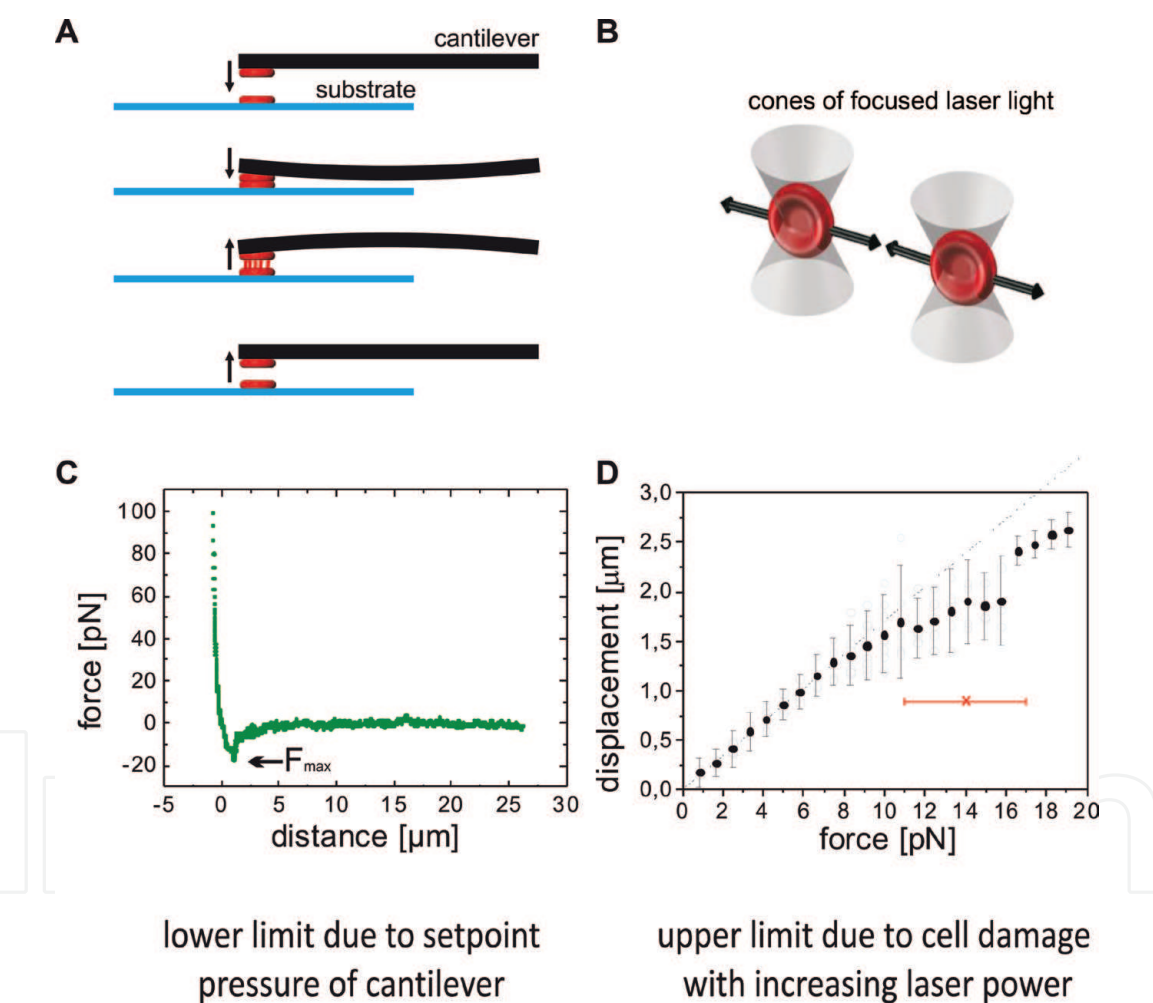 A
cantilever
substrate
B
cones of focused laser light
C
force [pN]
100
80
60
40
20
0
-20
Fmax
-5
0
5
10
15
20
25
30
distance [µm]
D
displacement [µm]
3,0
2,5
2,0
1,5
1,0
0,5
0,0
0
2
4
6
8
10
12
14
16
18
20
force [pN]
lower limit due to setpoint
pressure of cantilever
upper limit due to cell damage
with increasing laser power